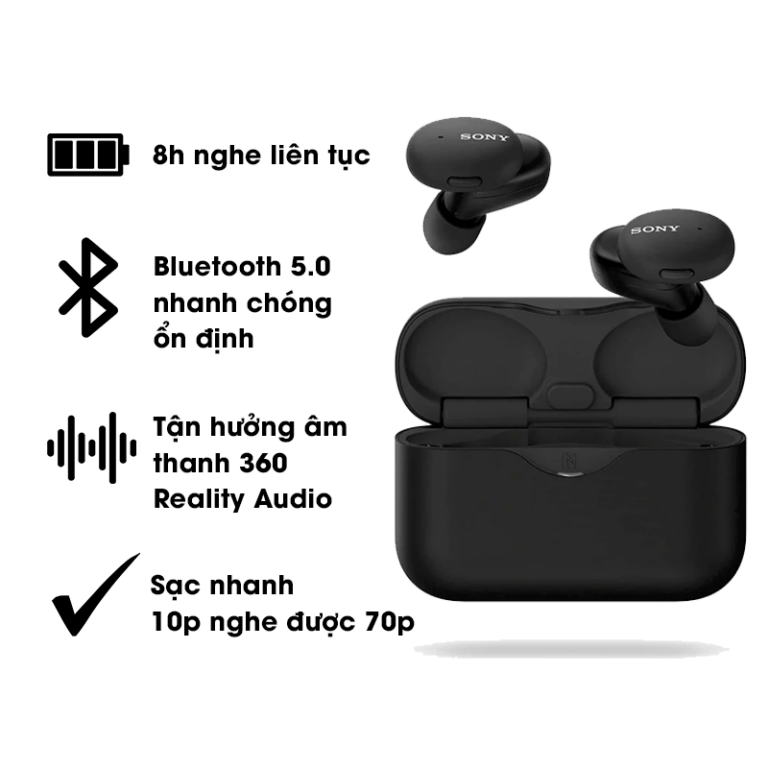 8h nghe liên tục
Bluetooth 5.0
nhanh chóng
ổn định
Tận hưởng âm
thanh 360
Reality Audio
Sạc nhanh
10p nghe được 70p
SONY
SONY